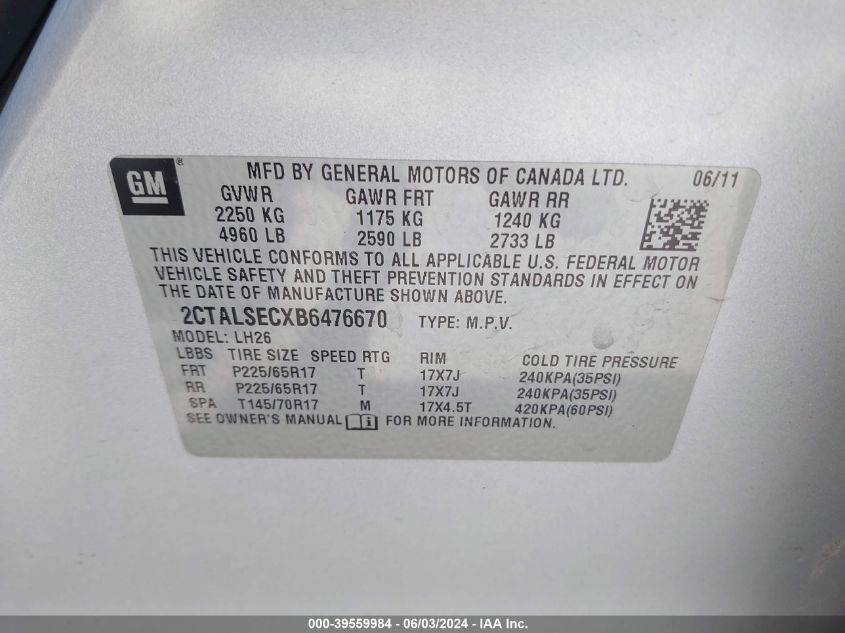 GM ®
MFD BY GENERAL MOTORS OF CANADA LTD. 06/11
GVWR GAWR FRT GAWR RR
2250 KG 1175 KG 1240 KG
4960 LB 2590 LB 2733 LB
THIS VEHICLE CONFORMS TO ALL APPLICABLE U.S. FEDERAL MOTOR
VEHICLE SAFETY AND THEFT PREVENTION STANDARDS IN EFFECT ON
THE DATE OF MANUFACTURE SHOWN ABOVE.
2CTALSECXB6476670 TYPE: M.P.V.
MODEL: LH26
LBBS TIRE SIZE SPEED RTG RIM COLD TIRE PRESSURE
FRT P225/65R17 T 17X7J 240KPA(35PSI)
RR P225/65R17 T 17X7J 240KPA(35PSI)
SPA T145/70R17 M 17X4.5T 420KPA(60PSI)
SEE OWNER'S MANUAL i FOR MORE INFORMATION.
000-39559984 - 06/03/2024 - IAA Inc.